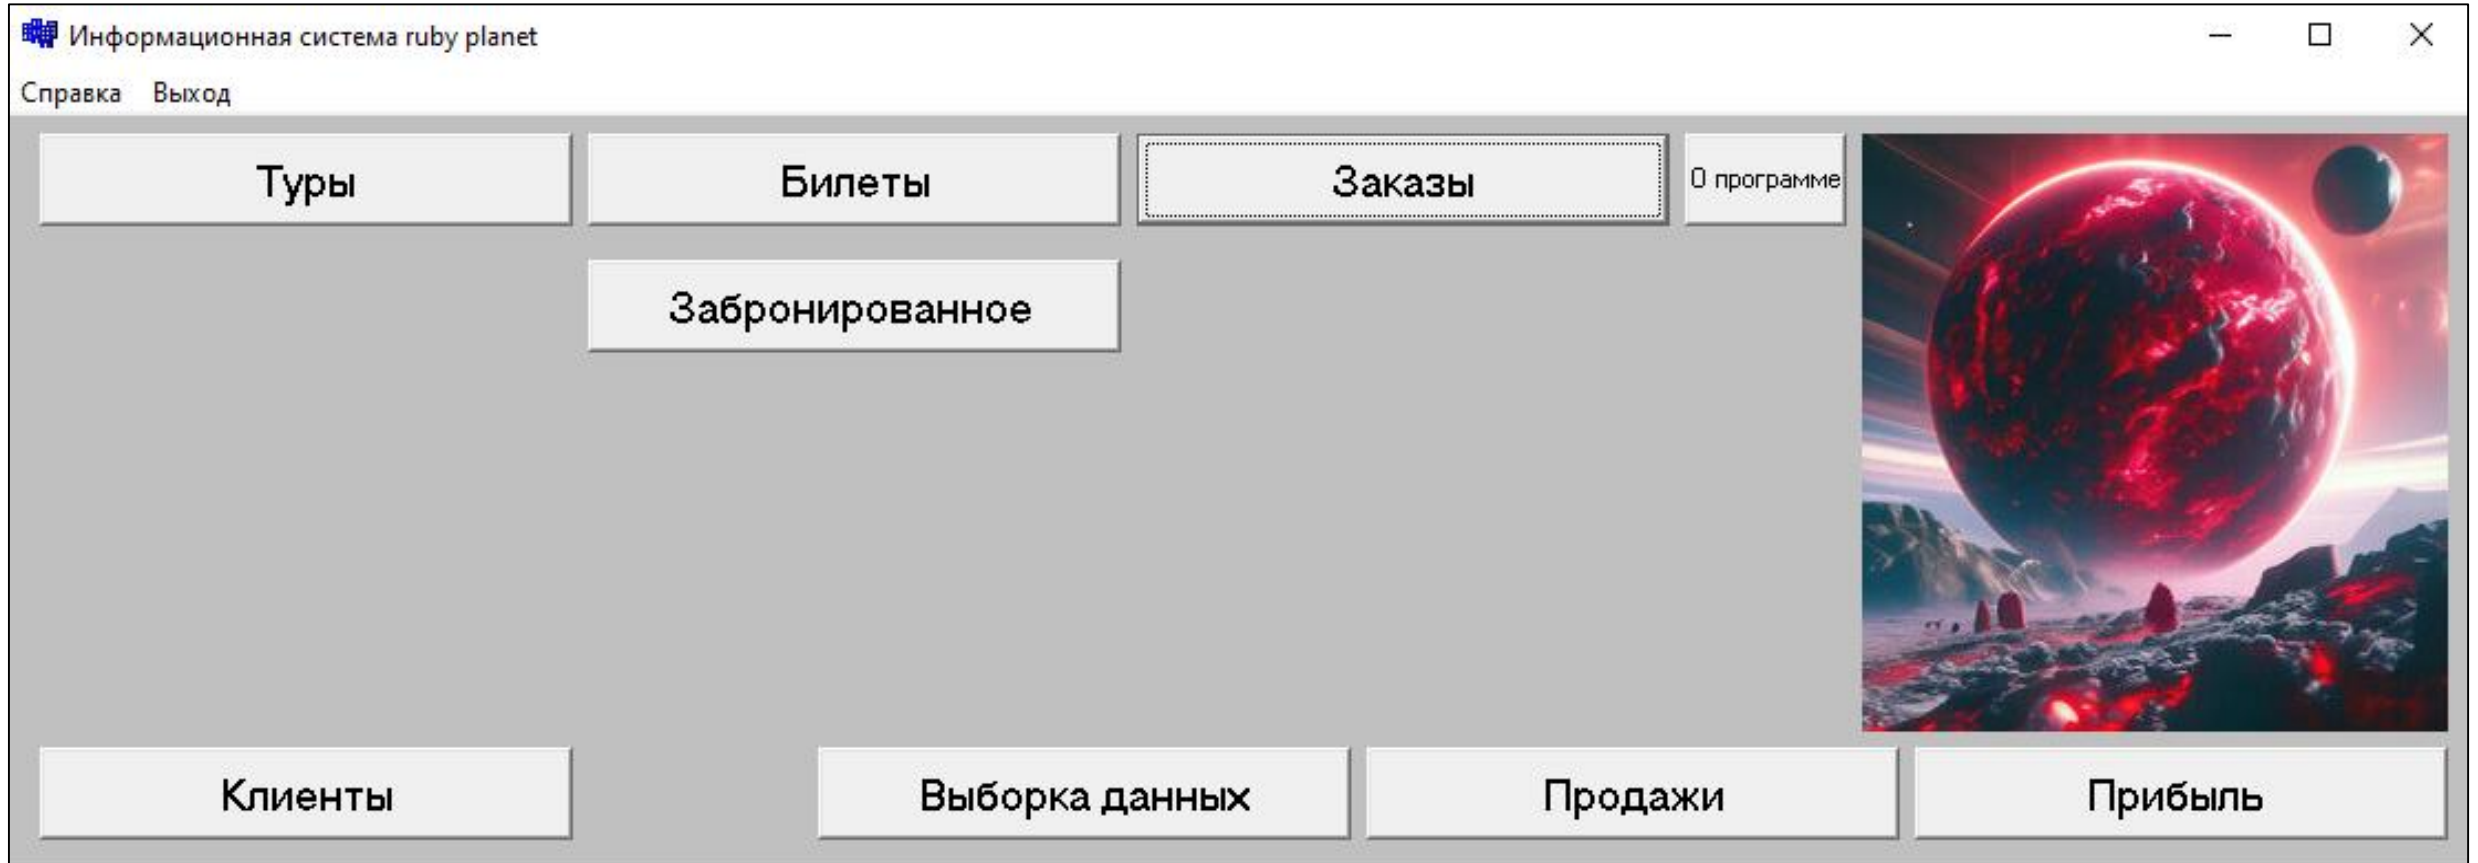 Информационная система ruby planet
Справка Выход
Туры
Билеты
Заказы
О программе
Забронированное
Клиенты
Выборка данных
Продажи
Прибыль